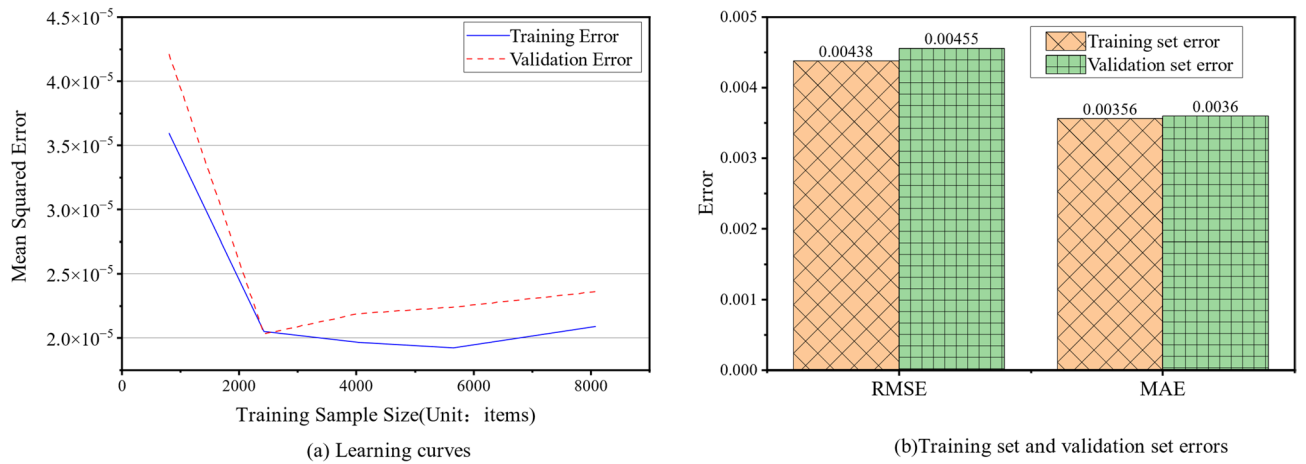 4.5×10⁻⁵
4.0×10⁻⁵
3.5×10⁻⁵
3.0×10⁻⁵
2.5×10⁻⁵
2.0×10⁻⁵
Mean Squared Error
Training Error
Validation Error
0 2000 4000 6000 8000
Training Sample Size(Unit：items)
(a) Learning curves
0.005
0.004
0.003
0.002
0.001
0.000
Error
Training set error
Validation set error
0.00438
0.00455
0.00356
0.0036
RMSE MAE
(b)Training set and validation set errors